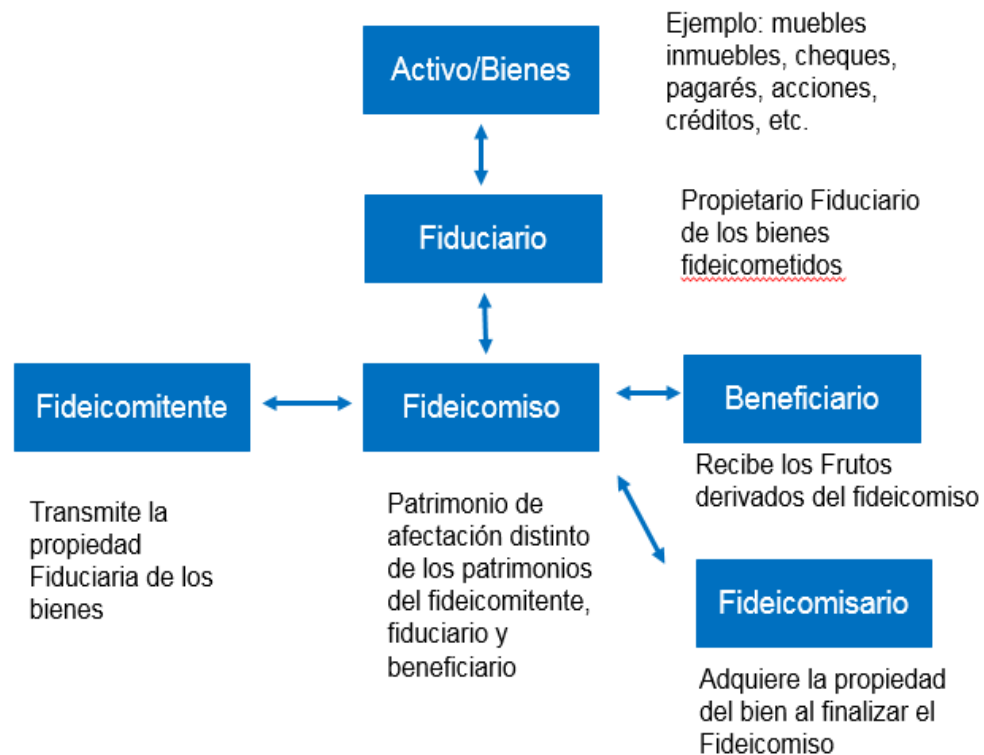 Activo/Bienes
Ejemplo: muebles
inmuebles, cheques,
pagarés, acciones,
créditos, etc.
Fiduciario
Propietario Fiduciario
de los bienes
fideicometidos
Fideicomitente
Fideicomiso
Beneficiario
Transmite la
propiedad
Fiduciaria de los
bienes
Patrimonio de
afectación distinto
de los patrimonios
del fideicomitente,
fiduciario y
beneficiario
Recibe los Frutos
derivados del fideicomiso
Fideicomisario
Adquiere la propiedad
del bien al finalizar el
Fideicomiso